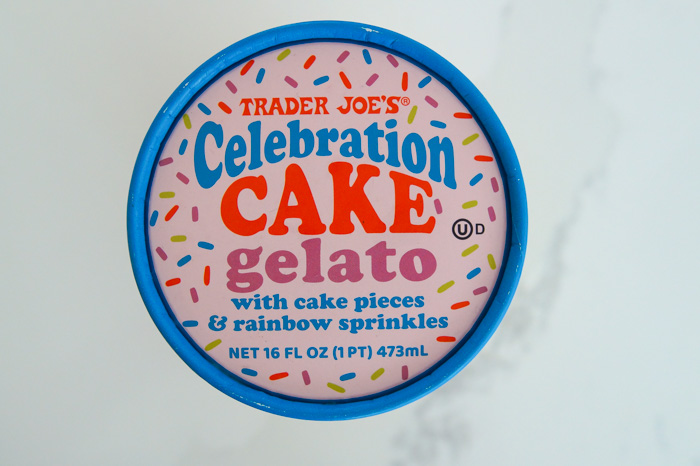 TRADER JOE'S®
Celebration
CAKE
gelato
with cake pieces
& rainbow sprinkles
NET 16 FL OZ (1 PT) 473mL
U D